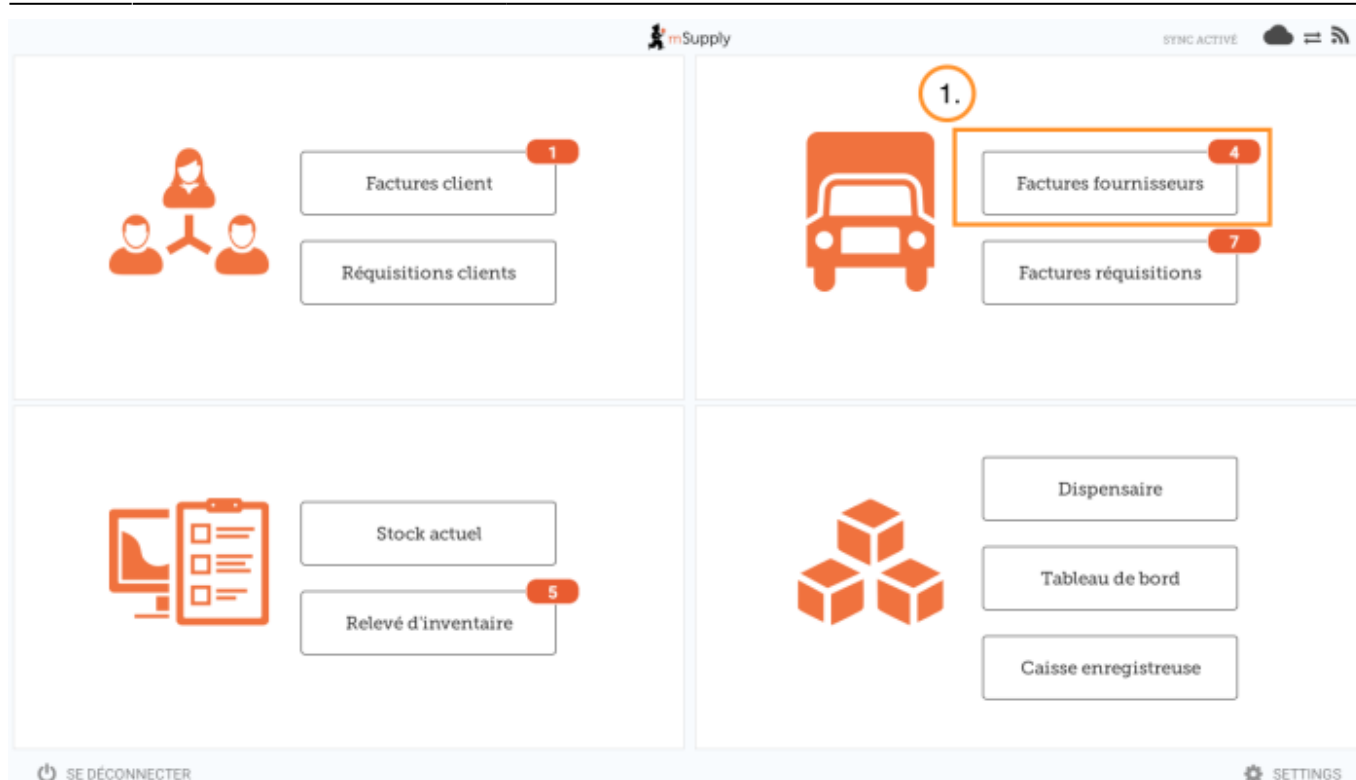 mSupply
SYNC ACTIVÉ
1.
1
Factures client
Réquisitions clients
4
Factures fournisseurs
7
Factures réquisitions
Stock actuel
5
Relevé d'inventaire
Dispensaire
Tableau de bord
Caisse enregistreuse
SE DÉCONNECTER
SETTINGS